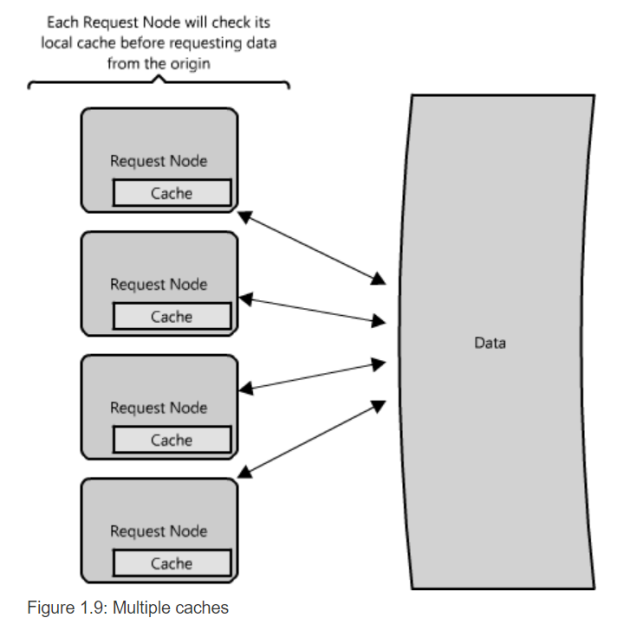 Each Request Node will check its
local cache before requesting data
from the origin
Request Node
Cache
Request Node
Cache
Request Node
Cache
Request Node
Cache
Data
Figure 1.9: Multiple caches